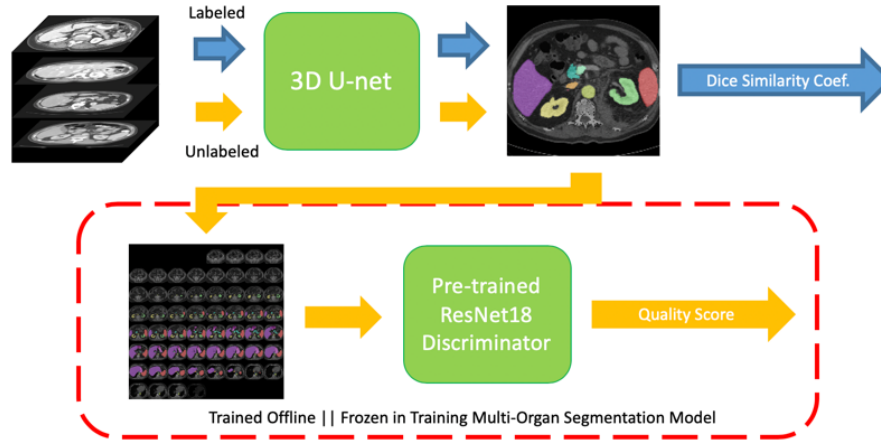 Labeled
3D U-net
Unlabeled
Dice Similarity Coef.
Pre-trained
ResNet18
Discriminator
Quality Score
Trained Offline || Frozen in Training Multi-Organ Segmentation Model